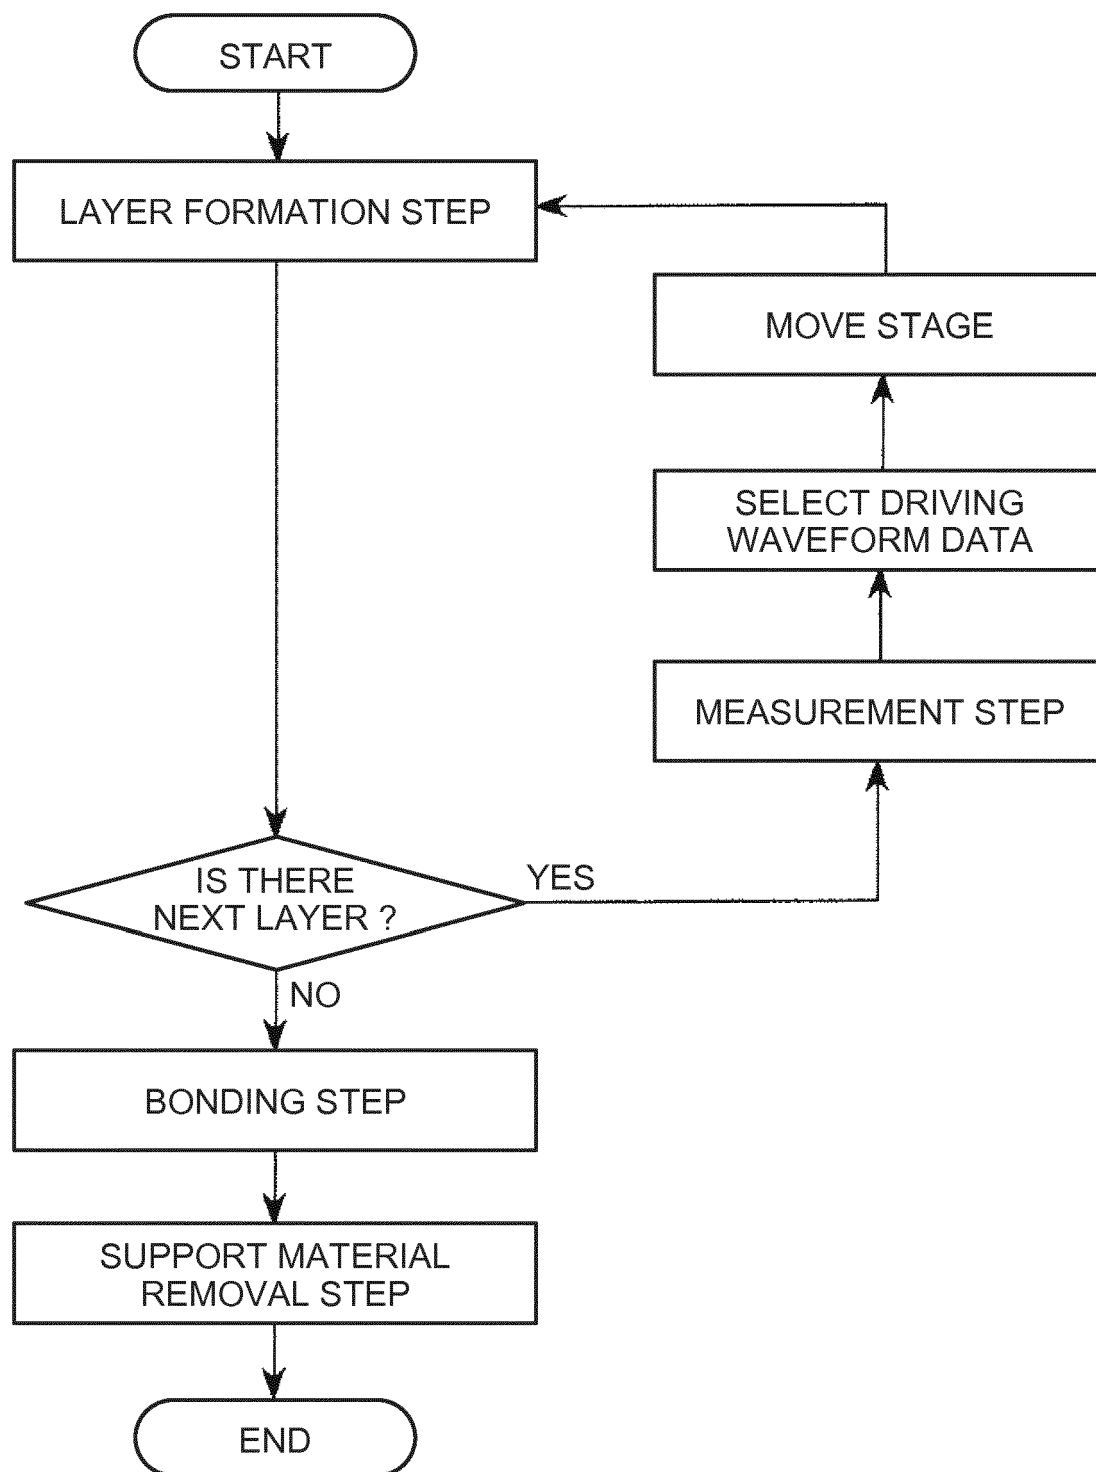 START
LAYER FORMATION STEP
MOVE STAGE
SELECT DRIVING
WAVEFORM DATA
MEASUREMENT STEP
IS THERE
NEXT LAYER ?
YES
NO
BONDING STEP
SUPPORT MATERIAL
REMOVAL STEP
END